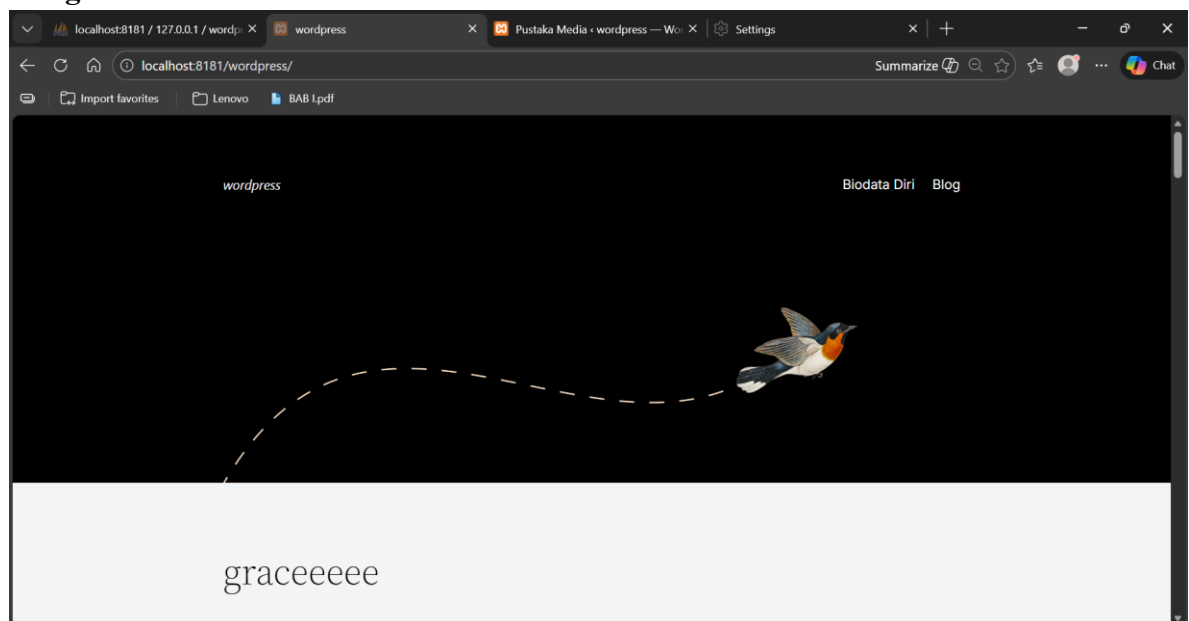 localhost:8181 / 127.0.0.1 / wordp
wordpress
Pustaka Media ‹ wordpress — Wor
Settings
localhost:8181/wordpress/
Summarize
Chat
Import favorites
Lenovo
BAB I.pdf
wordpress
Biodata Diri
Blog
graceeeee